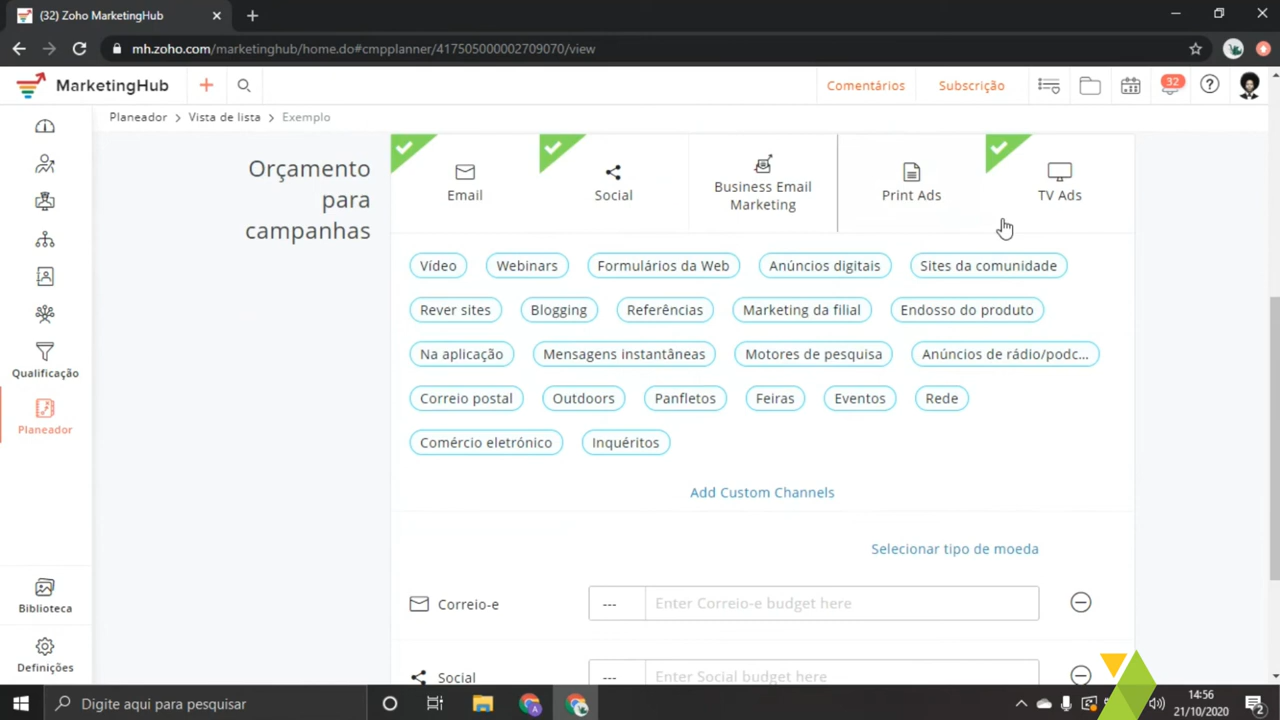 (32) Zoho MarketingHub
mh.zoho.com/marketinghub/home.do#cmpplanner/417505000002709070/view
MarketingHub
Comentários
Subscrição
32
Planeador > Vista de lista > Exemplo
Orçamento
para
campanhas
Email
Social
Business Email
Marketing
Print Ads
TV Ads
Vídeo
Webinars
Formulários da Web
Anúncios digitais
Sites da comunidade
Rever sites
Blogging
Referências
Marketing da filial
Endosso do produto
Na aplicação
Mensagens instantâneas
Motores de pesquisa
Anúncios de rádio/podc...
Correio postal
Outdoors
Panfletos
Feiras
Eventos
Rede
Comércio eletrónico
Inquéritos
Add Custom Channels
Selecionar tipo de moeda
Correio-e
---
Enter Correio-e budget here
Social
---
Enter Social budget here
Qualificação
Planeador
Biblioteca
Definições
Digite aqui para pesquisar
14:56
21/10/2020
2